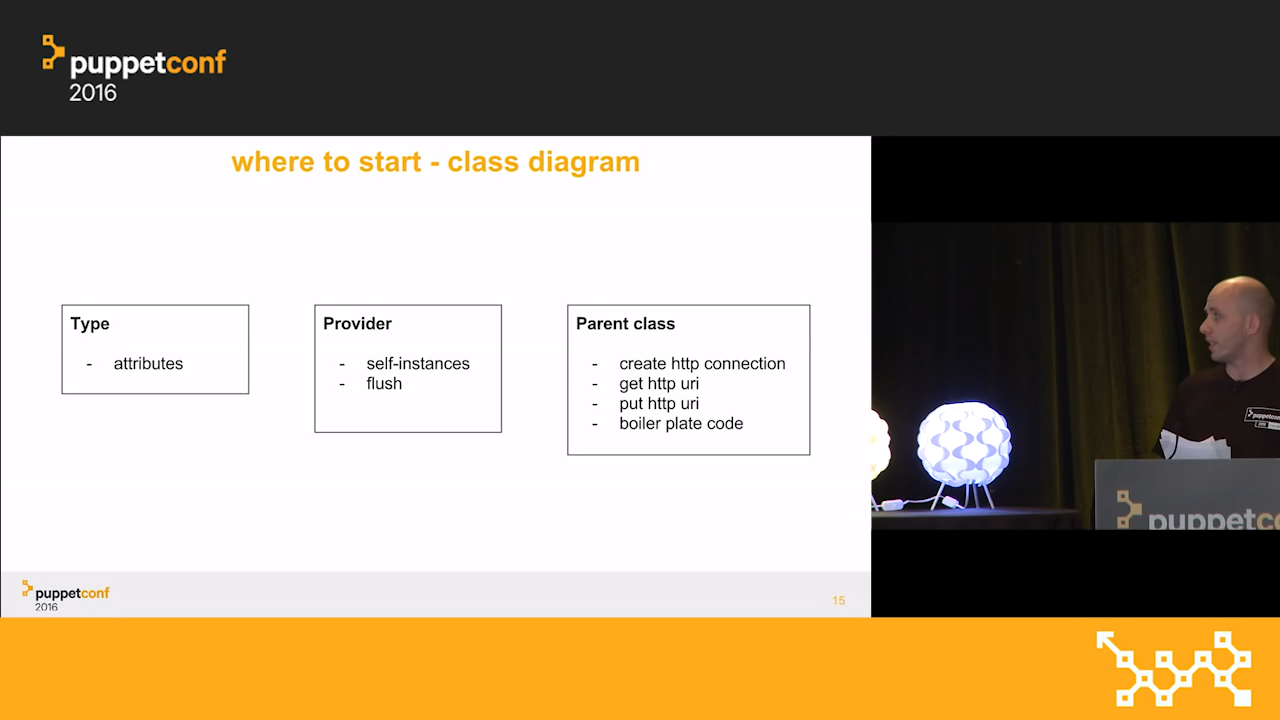 puppetconf
2016
where to start - class diagram
Type
- attributes
Provider
- self-instances
- flush
Parent class
- create http connection
- get http uri
- put http uri
- boiler plate code
puppetconf
2016
15